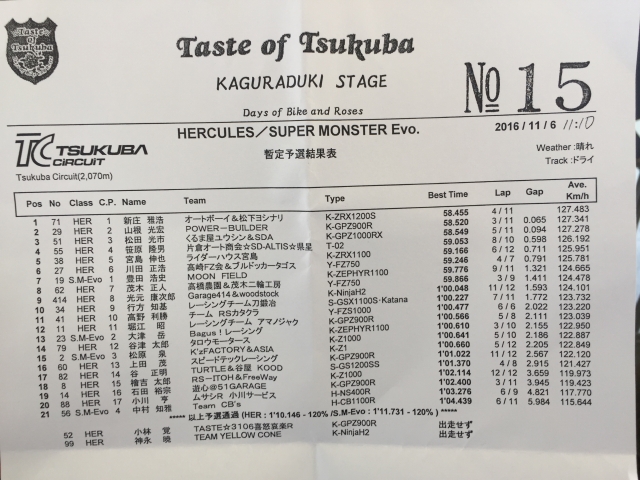 Taste of Tsukuba
Taste of Tsukuba
KAGURADUKI STAGE
Days of Bike and Roses
No 15
TC TSUKUBA CIRCUIT
HERCULES／SUPER MONSTER Evo.
2016/11/6 11:10
暫定予選結果表
Weather :晴れ
Track :ドライ
Tsukuba Circuit(2,070m)
Pos No Class C.P. Name Team Type Best Time Lap Gap Ave. Km/h
1 71 HER 1 新庄 雅浩 オートボーイ＆松下ヨシナリ K-ZRX1200S 58.455 4/11 127.483
2 29 HER 2 山根 光宏 POWER－BUILDER K-GPZ900R 58.520 3/11 0.065 127.341
3 51 HER 3 松田 光市 くるま屋ユウシン＆SDA K-GPZ1000RX 58.549 5/11 0.094 127.278
4 55 HER 4 笹原 隆男 片倉オート商会☆SD-ALTIS☆県星 T-02 59.053 8/10 0.598 126.192
5 38 HER 5 宮島 伸也 ライダーハウス宮島 K-ZRX1100 59.166 6/12 0.711 125.951
6 27 HER 6 川田 正浩 高崎FZ会＆ブルドッカータゴス Y-FZ750 59.246 4/7 0.791 125.781
7 19 S.M-Evo 1 豊田 浩史 MOON FIELD K-ZEPHYR1100 59.776 9/11 1.321 124.665
8 62 HER 7 茂木 正人 高橋農園＆茂木二輪工房 Y-FZ750 59.866 3/9 1.411 124.478
9 414 HER 8 光元 康次郎 Garage414＆woodstock K-NinjaH2 1'00.048 11/12 1.593 124.101
10 34 HER 9 行方 知基 レーシングチーム刀鍛冶 S-GSX1100S-Katana 1'00.227 7/11 1.772 123.732
11 41 HER 10 高野 利勝 チーム RSカタクラ Y-FZS1000 1'00.477 6/6 2.022 123.220
12 11 HER 11 堀江 昭 レーシングチーム アマノジャク K-GPZ900R 1'00.566 5/8 2.111 123.039
13 23 S.M-Evo 2 大津 岳 Bagus！レーシング K-ZEPHYR1100 1'00.610 3/10 2.155 122.950
14 79 HER 12 谷津 太郎 タロウモータース K-Z1000 1'00.641 5/10 2.186 122.887
15 2 S.M-Evo 3 松原 泉 K'zFACTORY＆ASIA K-Z1 1'00.660 5/12 2.205 122.849
16 60 HER 13 上田 茂 スピードテックレーシング K-GPZ900R 1'01.022 11/12 2.567 122.120
17 82 HER 14 谷 正明 TURTLE＆谷屋 KOOD S-GS1200SS 1'01.370 4/8 2.915 121.427
18 8 HER 15 檜吉 太郎 RS－ITOH＆FreeWay K-Z1000 1'02.114 12/12 3.659 119.973
19 14 HER 16 石田 裕宗 遊心@51GARAGE K-GPZ900R 1'02.400 3/11 3.945 119.423
20 88 HER 17 小川 亨 ムサシR 小川サービス H-NS400R 1'03.276 6/9 4.821 117.770
21 56 S.M-Evo 4 中村 知雅 Team CB's H-CB1100R 1'04.439 6/11 5.984 115.644
***** 以上予選通過 (HER : 1'10.146 - 120% /S.M-Evo : 1'11.731 - 120% ) *****
52 HER 小林 覚 TASTE☆3106喜怒哀楽R K-GPZ900R 出走せず
99 HER 神永 暁 TEAM YELLOW CONE K-NinjaH2 出走せず